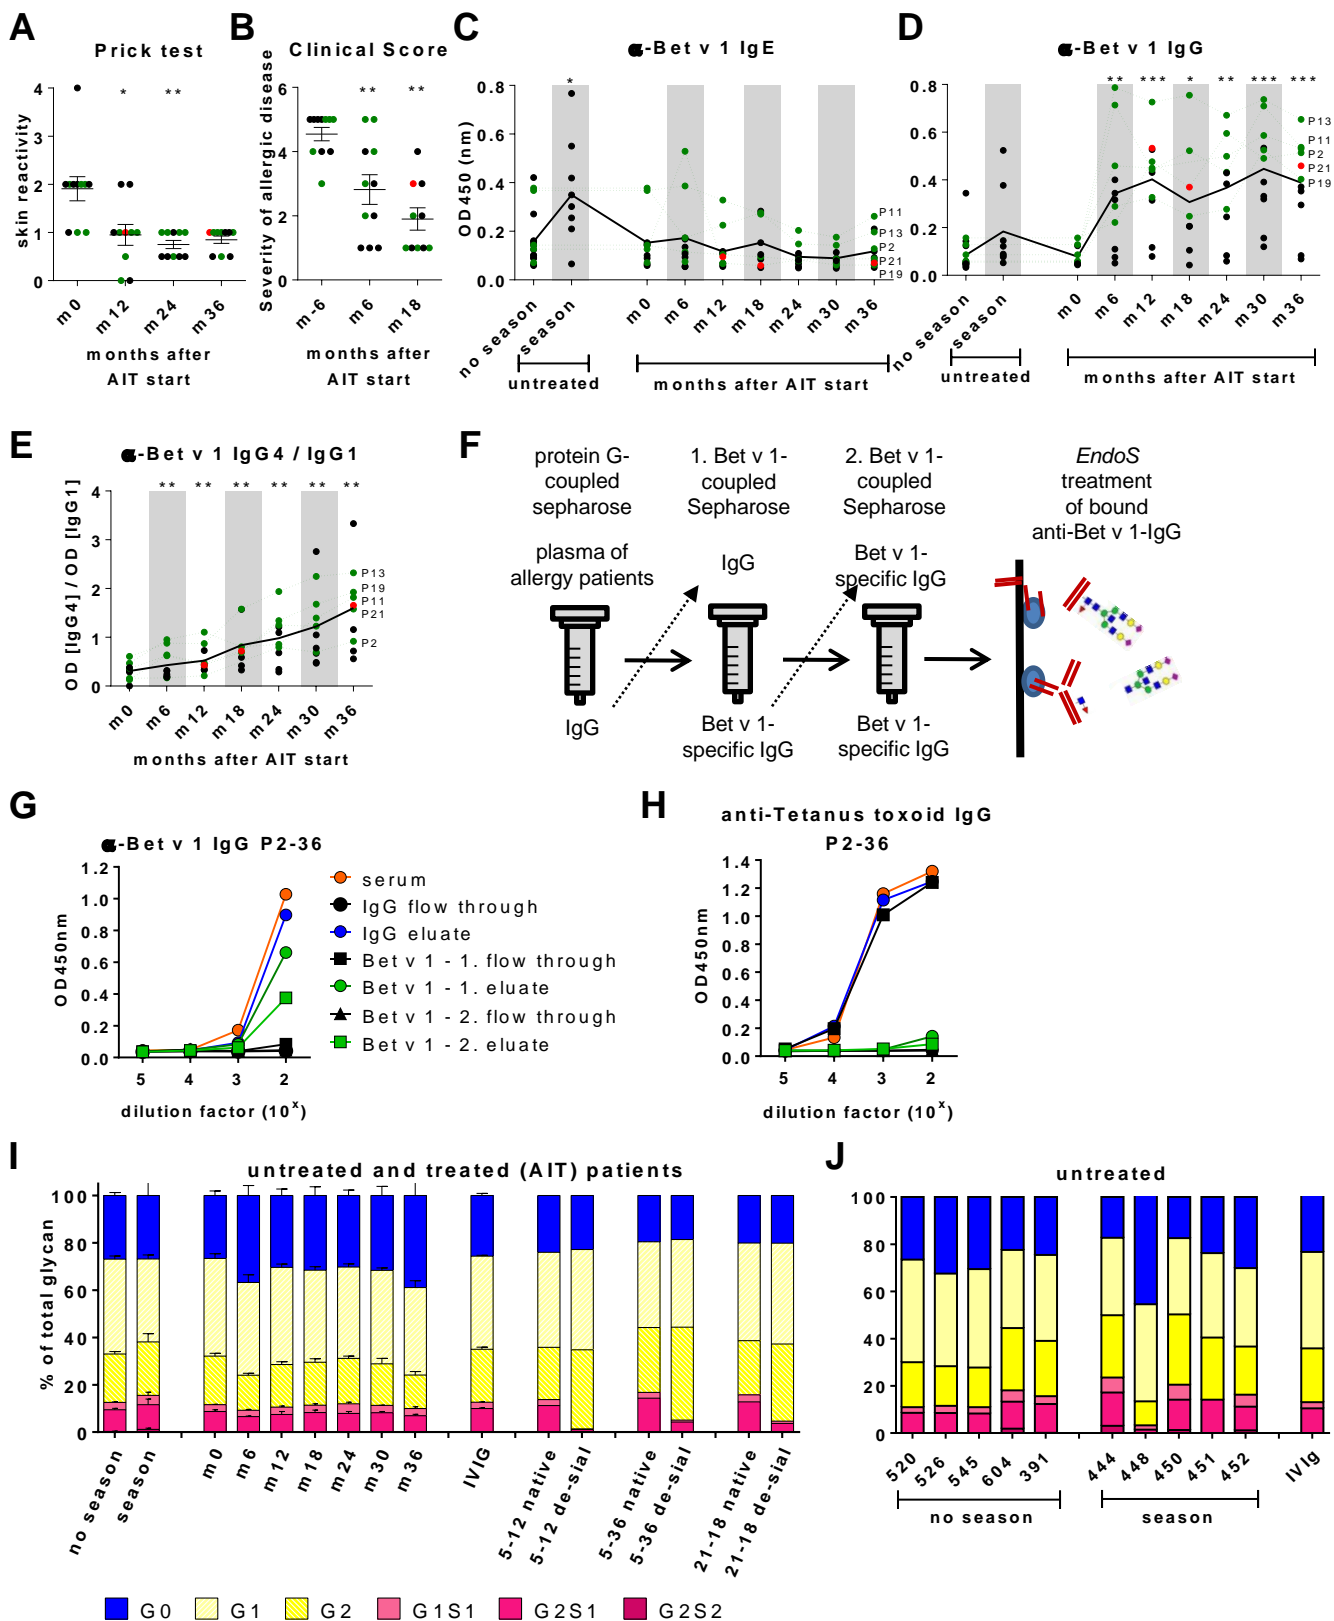 A
Prick test
skin reactivity
4
3
2
1
0
* **
m0 m12 m24 m36
months after
AIT start
B
Clinical Score
Severity of allergic disease
6
4
2
0
** **
m-6 m6 m18
months after
AIT start
C
α-Bet v 1 IgE
OD450 (nm)
0.8
0.6
0.4
0.2
0.0
*
P11
P13
P2
P21
P19
no season season m0 m6 m12 m18 m24 m30 m36
untreated
months after AIT start
D
α-Bet v 1 IgG
0.8
0.6
0.4
0.2
0.0
** *** * ** *** ***
P13
P11
P2
P21
P19
no season season m0 m6 m12 m18 m24 m30 m36
untreated
months after AIT start
E
α-Bet v 1 IgG4 / IgG1
OD [IgG4] / OD [IgG1]
4
3
2
1
0
** ** ** ** ** **
P13
P19
P11
P21
P2
m0 m6 m12 m18 m24 m30 m36
months after AIT start
F
protein G-
coupled
sepharose
plasma of
allergy patients
IgG
1. Bet v 1-
coupled
Sepharose
IgG
Bet v 1-
specific IgG
2. Bet v 1-
coupled
Sepharose
Bet v 1-
specific IgG
Bet v 1-
specific IgG
EndoS
treatment
of bound
anti-Bet v 1-IgG
G
α-Bet v 1 IgG P2-36
OD450nm
1.2
1.0
0.8
0.6
0.4
0.2
0.0
5 4 3 2
dilution factor (10^x)
serum
IgG flow through
IgG eluate
Bet v 1 - 1. flow through
Bet v 1 - 1. eluate
Bet v 1 - 2. flow through
Bet v 1 - 2. eluate
H
anti-Tetanus toxoid IgG
P2-36
OD450nm
1.4
1.2
1.0
0.8
0.6
0.4
0.2
0.0
5 4 3 2
dilution factor (10^x)
I
untreated and treated (AIT) patients
% of total glycan
100
80
60
40
20
0
no season season m0 m6 m12 m18 m24 m30 m36 IVIG 5-12 native 5-12 de-sial 5-36 native 5-36 de-sial 21-18 native 21-18 de-sial
J
untreated
100
80
60
40
20
0
520 526 545 604 391 444 448 450 451 452 IVIg
no season
season
G0 G1 G2 G1S1 G2S1 G2S2